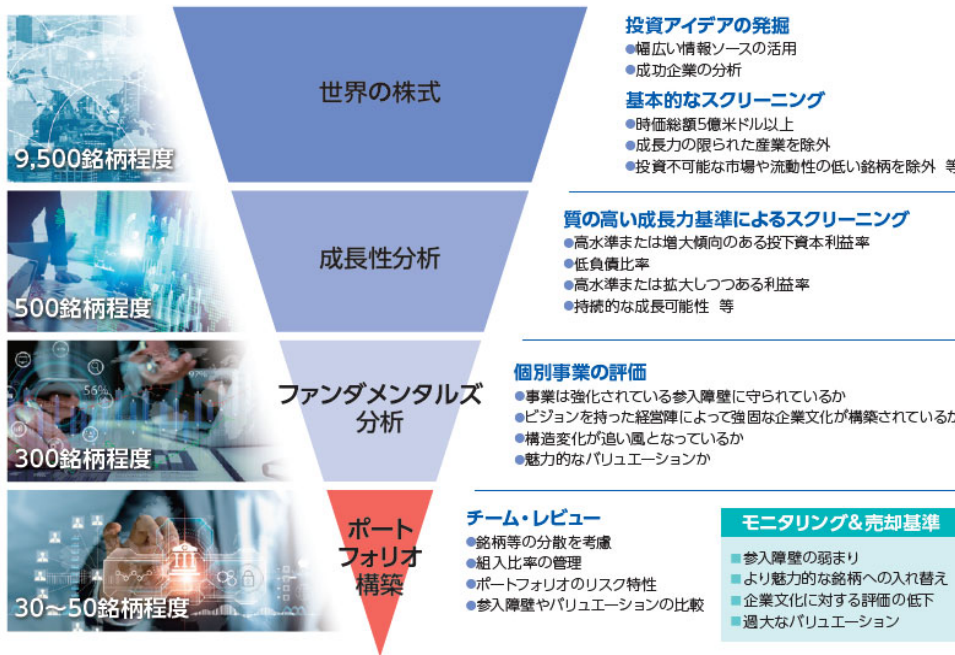 世界の株式
9,500銘柄程度
投資アイデアの発掘
●幅広い情報ソースの活用
●成功企業の分析
基本的なスクリーニング
●時価総額5億米ドル以上
●成長力の限られた産業を除外
●投資不可能な市場や流動性の低い銘柄を除外 等
成長性分析
500銘柄程度
質の高い成長力基準によるスクリーニング
●高水準または増大傾向のある投下資本利益率
●低負債比率
●高水準または拡大しつつある利益率
●持続的な成長可能性 等
ファンダメンタルズ
分析
56%
300銘柄程度
個別事業の評価
●事業は強化されている参入障壁に守られているか
●ビジョンを持った経営陣によって強固な企業文化が構築されているか
●構造変化が追い風となっているか
●魅力的なバリュエーションか
ポート
フォリオ
構築
30～50銘柄程度
チーム・レビュー
●銘柄等の分散を考慮
●組入比率の管理
●ポートフォリオのリスク特性
●参入障壁やバリュエーションの比較
モニタリング&売却基準
■参入障壁の弱まり
■より魅力的な銘柄への入れ替え
■企業文化に対する評価の低下
■過大なバリュエーション